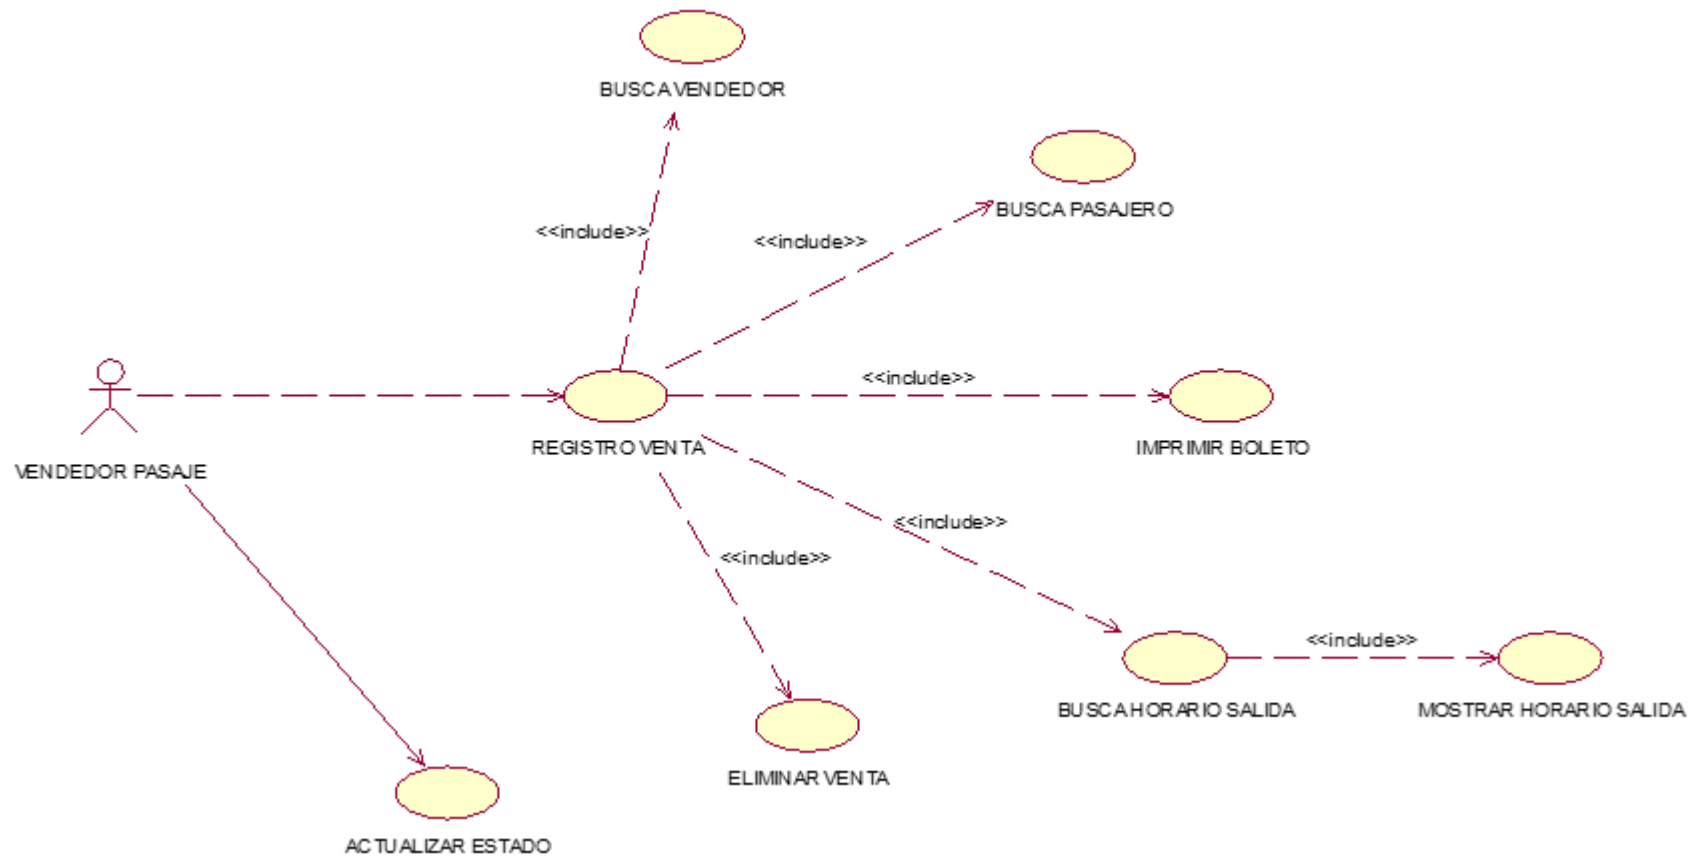 BUSCA VENDEDOR
BUSCA PASAJERO
<<include>>
<<include>>
<<include>>
REGISTRO VENTA
IMPRIMIR BOLETO
VENDEDOR PASAJE
<<include>>
<<include>>
<<include>>
BUSCA HORARIO SALIDA
MOSTRAR HORARIO SALIDA
ELIMINAR VENTA
ACTUALIZAR ESTADO